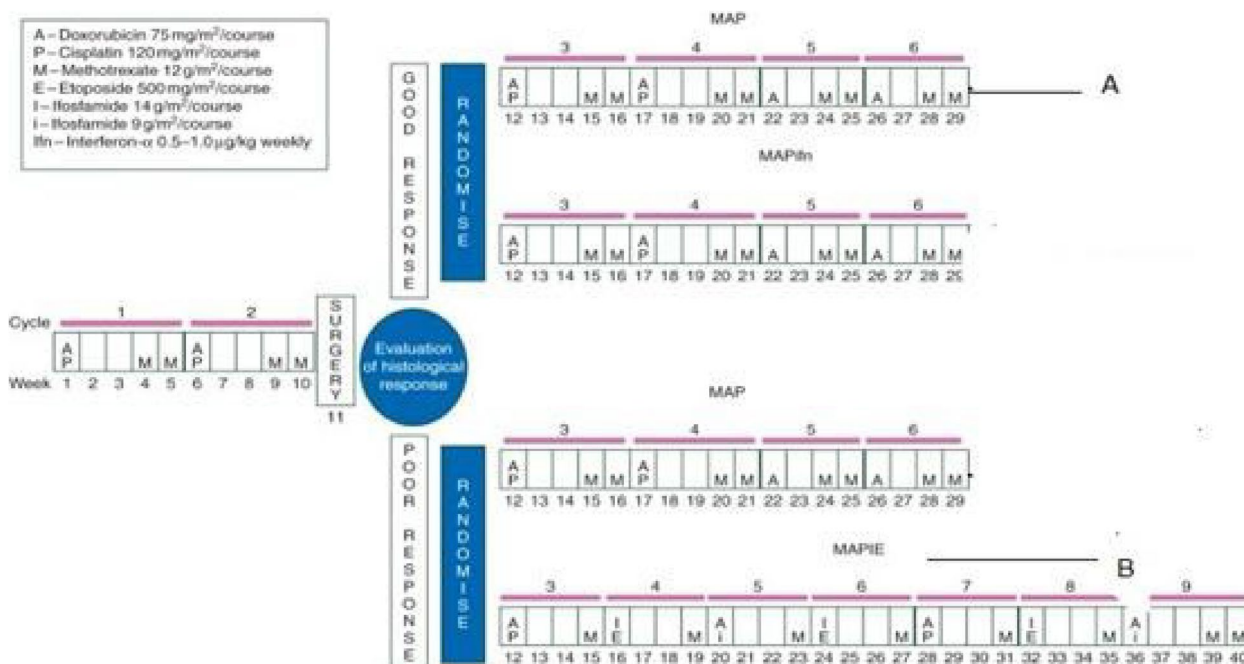 A – Doxorubicin 75 mg/m²/course
P – Cisplatin 120 mg/m²/course
M – Methotrexate 12 g/m²/course
E – Etoposide 500 mg/m²/course
I – Ifosfamide 14 g/m²/course
i – Ifosfamide 9 g/m²/course
Ifn – Interferon-α 0.5–1.0 µg/kg weekly
GOOD RESPONSE
RANDOMISE
MAP
3 4 5 6
A P M M A P M M A M M A M M
12 13 14 15 16 17 18 19 20 21 22 23 24 25 26 27 28 29
A
MAPIfn
3 4 5 6
A P M M A P M M A M M A M M
12 13 14 15 16 17 18 19 20 21 22 23 24 25 26 27 28 29
Cycle 1 2
A P M M A P M M
Week 1 2 3 4 5 6 7 8 9 10
SURGERY
11
Evaluation
of histological
response
POOR RESPONSE
RANDOMISE
MAP
3 4 5 6
A P M M A P M M A M M A M M
12 13 14 15 16 17 18 19 20 21 22 23 24 25 26 27 28 29
MAPIE
B
3 4 5 6 7 8 9
A P M I E M A i M I E M A P M I E M A i M M
12 13 14 15 16 17 18 19 20 21 22 23 24 25 26 27 28 29 30 31 32 33 34 35 36 37 38 39 40